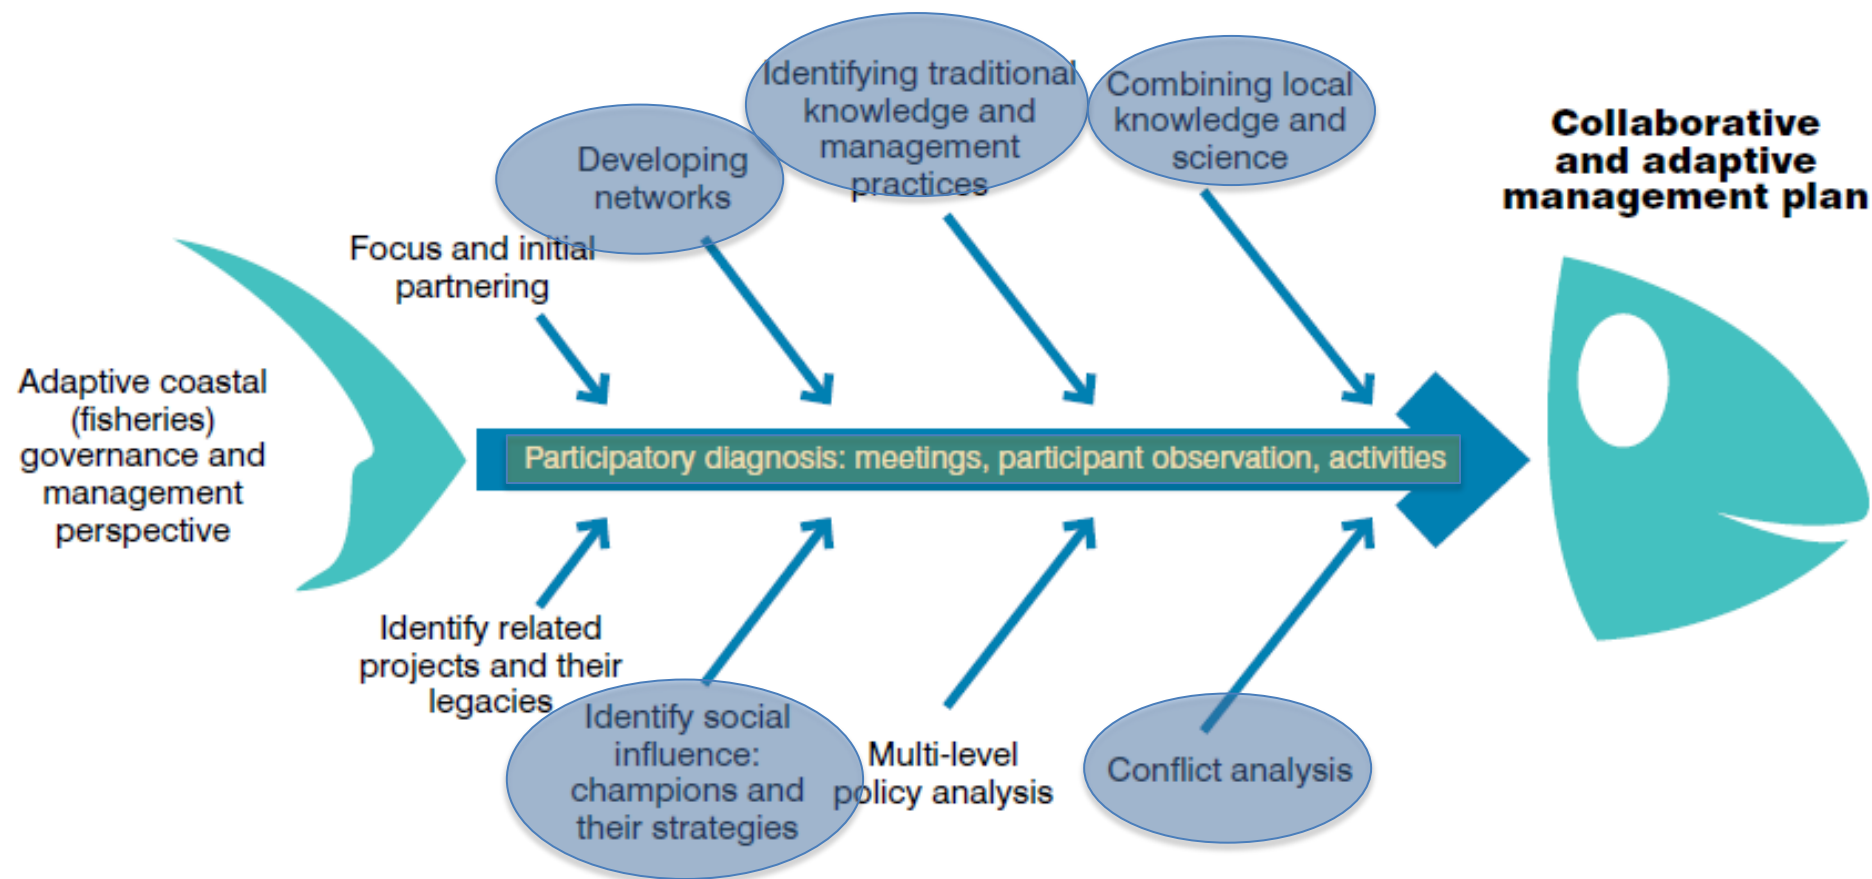 Identifying traditional
knowledge and
management
practices
Combining local
knowledge and
science
Developing
networks
Focus and initial
partnering
Collaborative
and adaptive
management plan
Adaptive coastal
(fisheries)
governance and
management
perspective
Participatory diagnosis: meetings, participant observation, activities
Identify related
projects and their
legacies
Identify social
influence:
champions and
their strategies
Multi-level
policy analysis
Conflict analysis